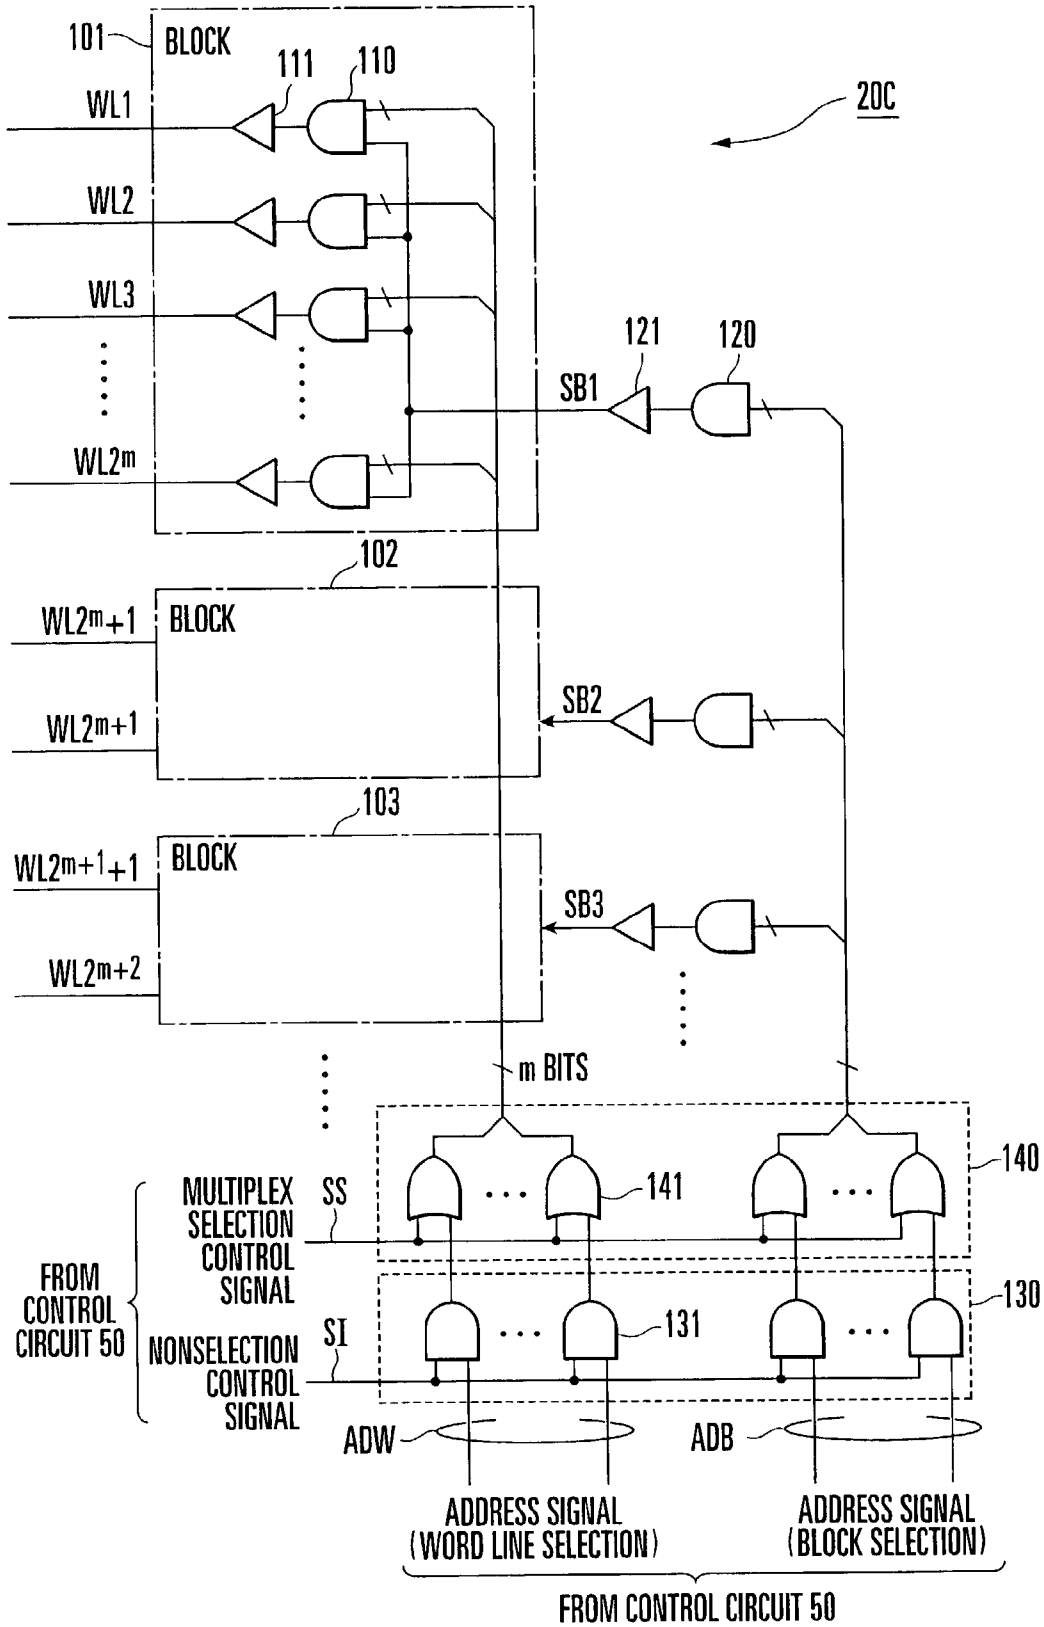 101
BLOCK
111
110
20C
WL1
WL2
WL3
121
120
SB1
WL2m
102
WL2m+1
BLOCK
SB2
WL2m+1
103
BLOCK
WL2m+1+1
SB3
WL2m+2
m BITS
140
MULTIPLEX
SELECTION
CONTROL
SIGNAL
SS
141
FROM
CONTROL
CIRCUIT 50
130
NONSELECTION
CONTROL
SIGNAL
SI
131
ADW
ADB
ADDRESS SIGNAL
(WORD LINE SELECTION)
ADDRESS SIGNAL
(BLOCK SELECTION)
FROM CONTROL CIRCUIT 50